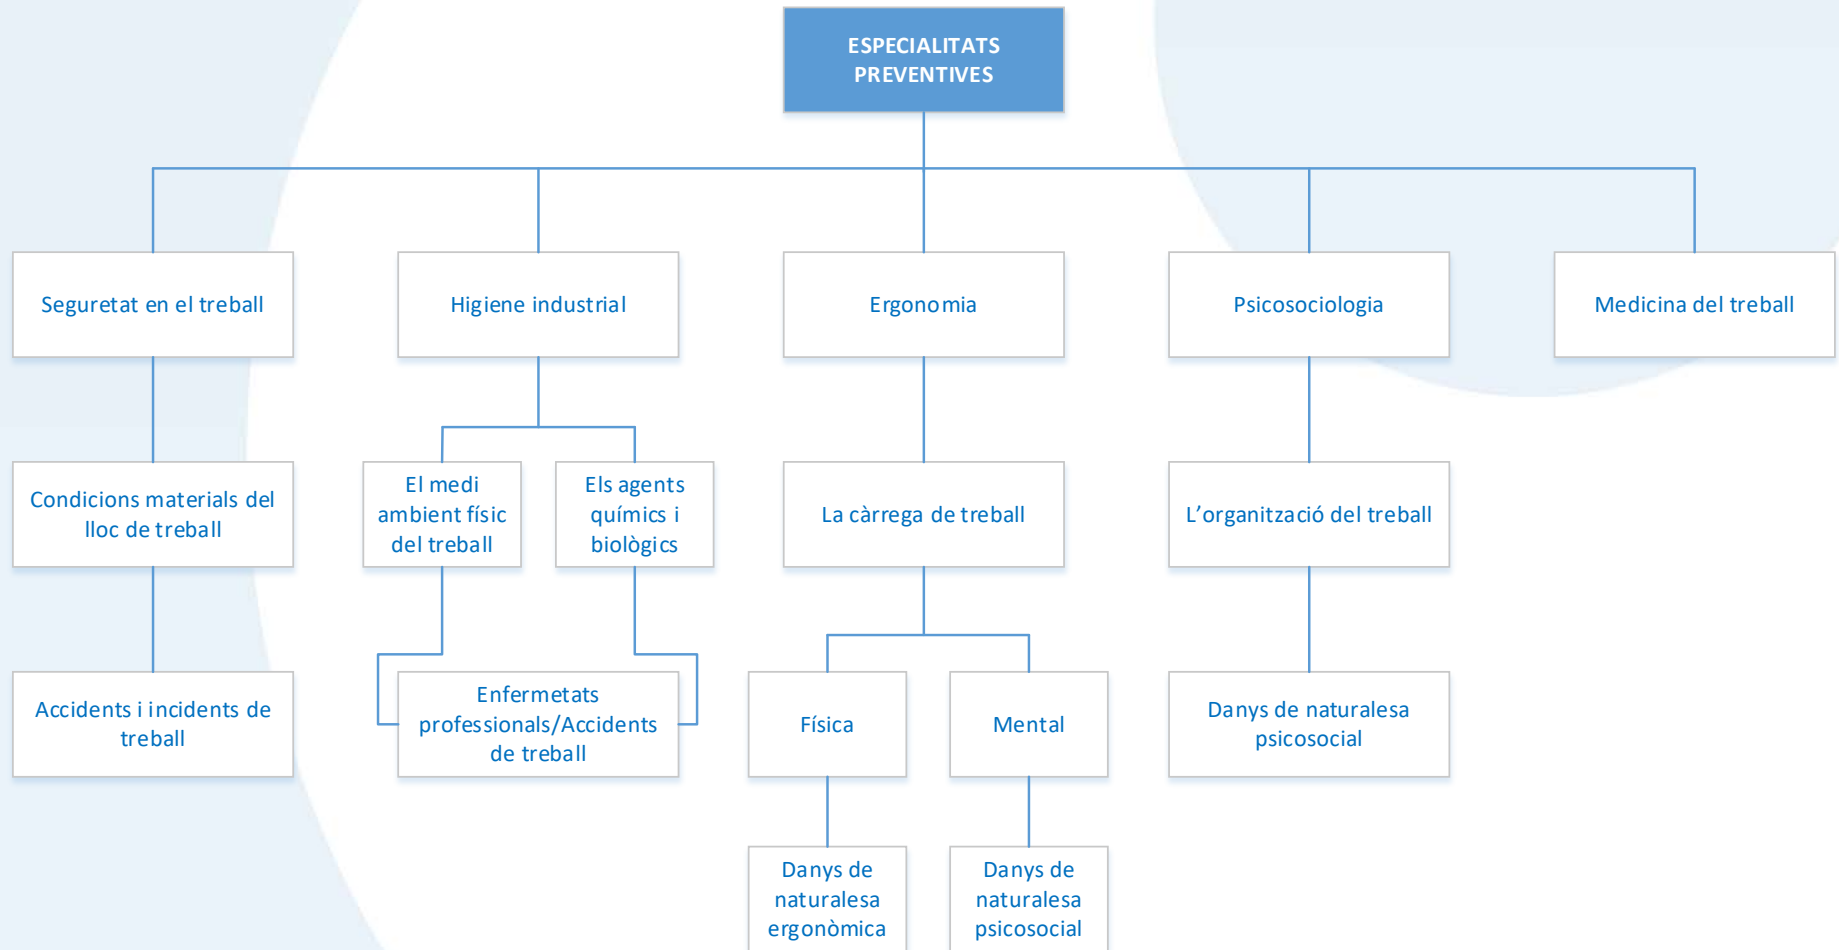 ESPECIALITATS
PREVENTIVES
Seguretat en el treball
Higiene industrial
Ergonomia
Psicosociologia
Medicina del treball
Condicions materials del
lloc de treball
El medi
ambient físic
del treball
Els agents
químics i
biològics
La càrrega de treball
L’organització del treball
Accidents i incidents de
treball
Enfermetats
professionals/Accidents
de treball
Física
Mental
Danys de naturalesa
psicosocial
Danys de
naturalesa
ergonòmica
Danys de
naturalesa
psicosocial